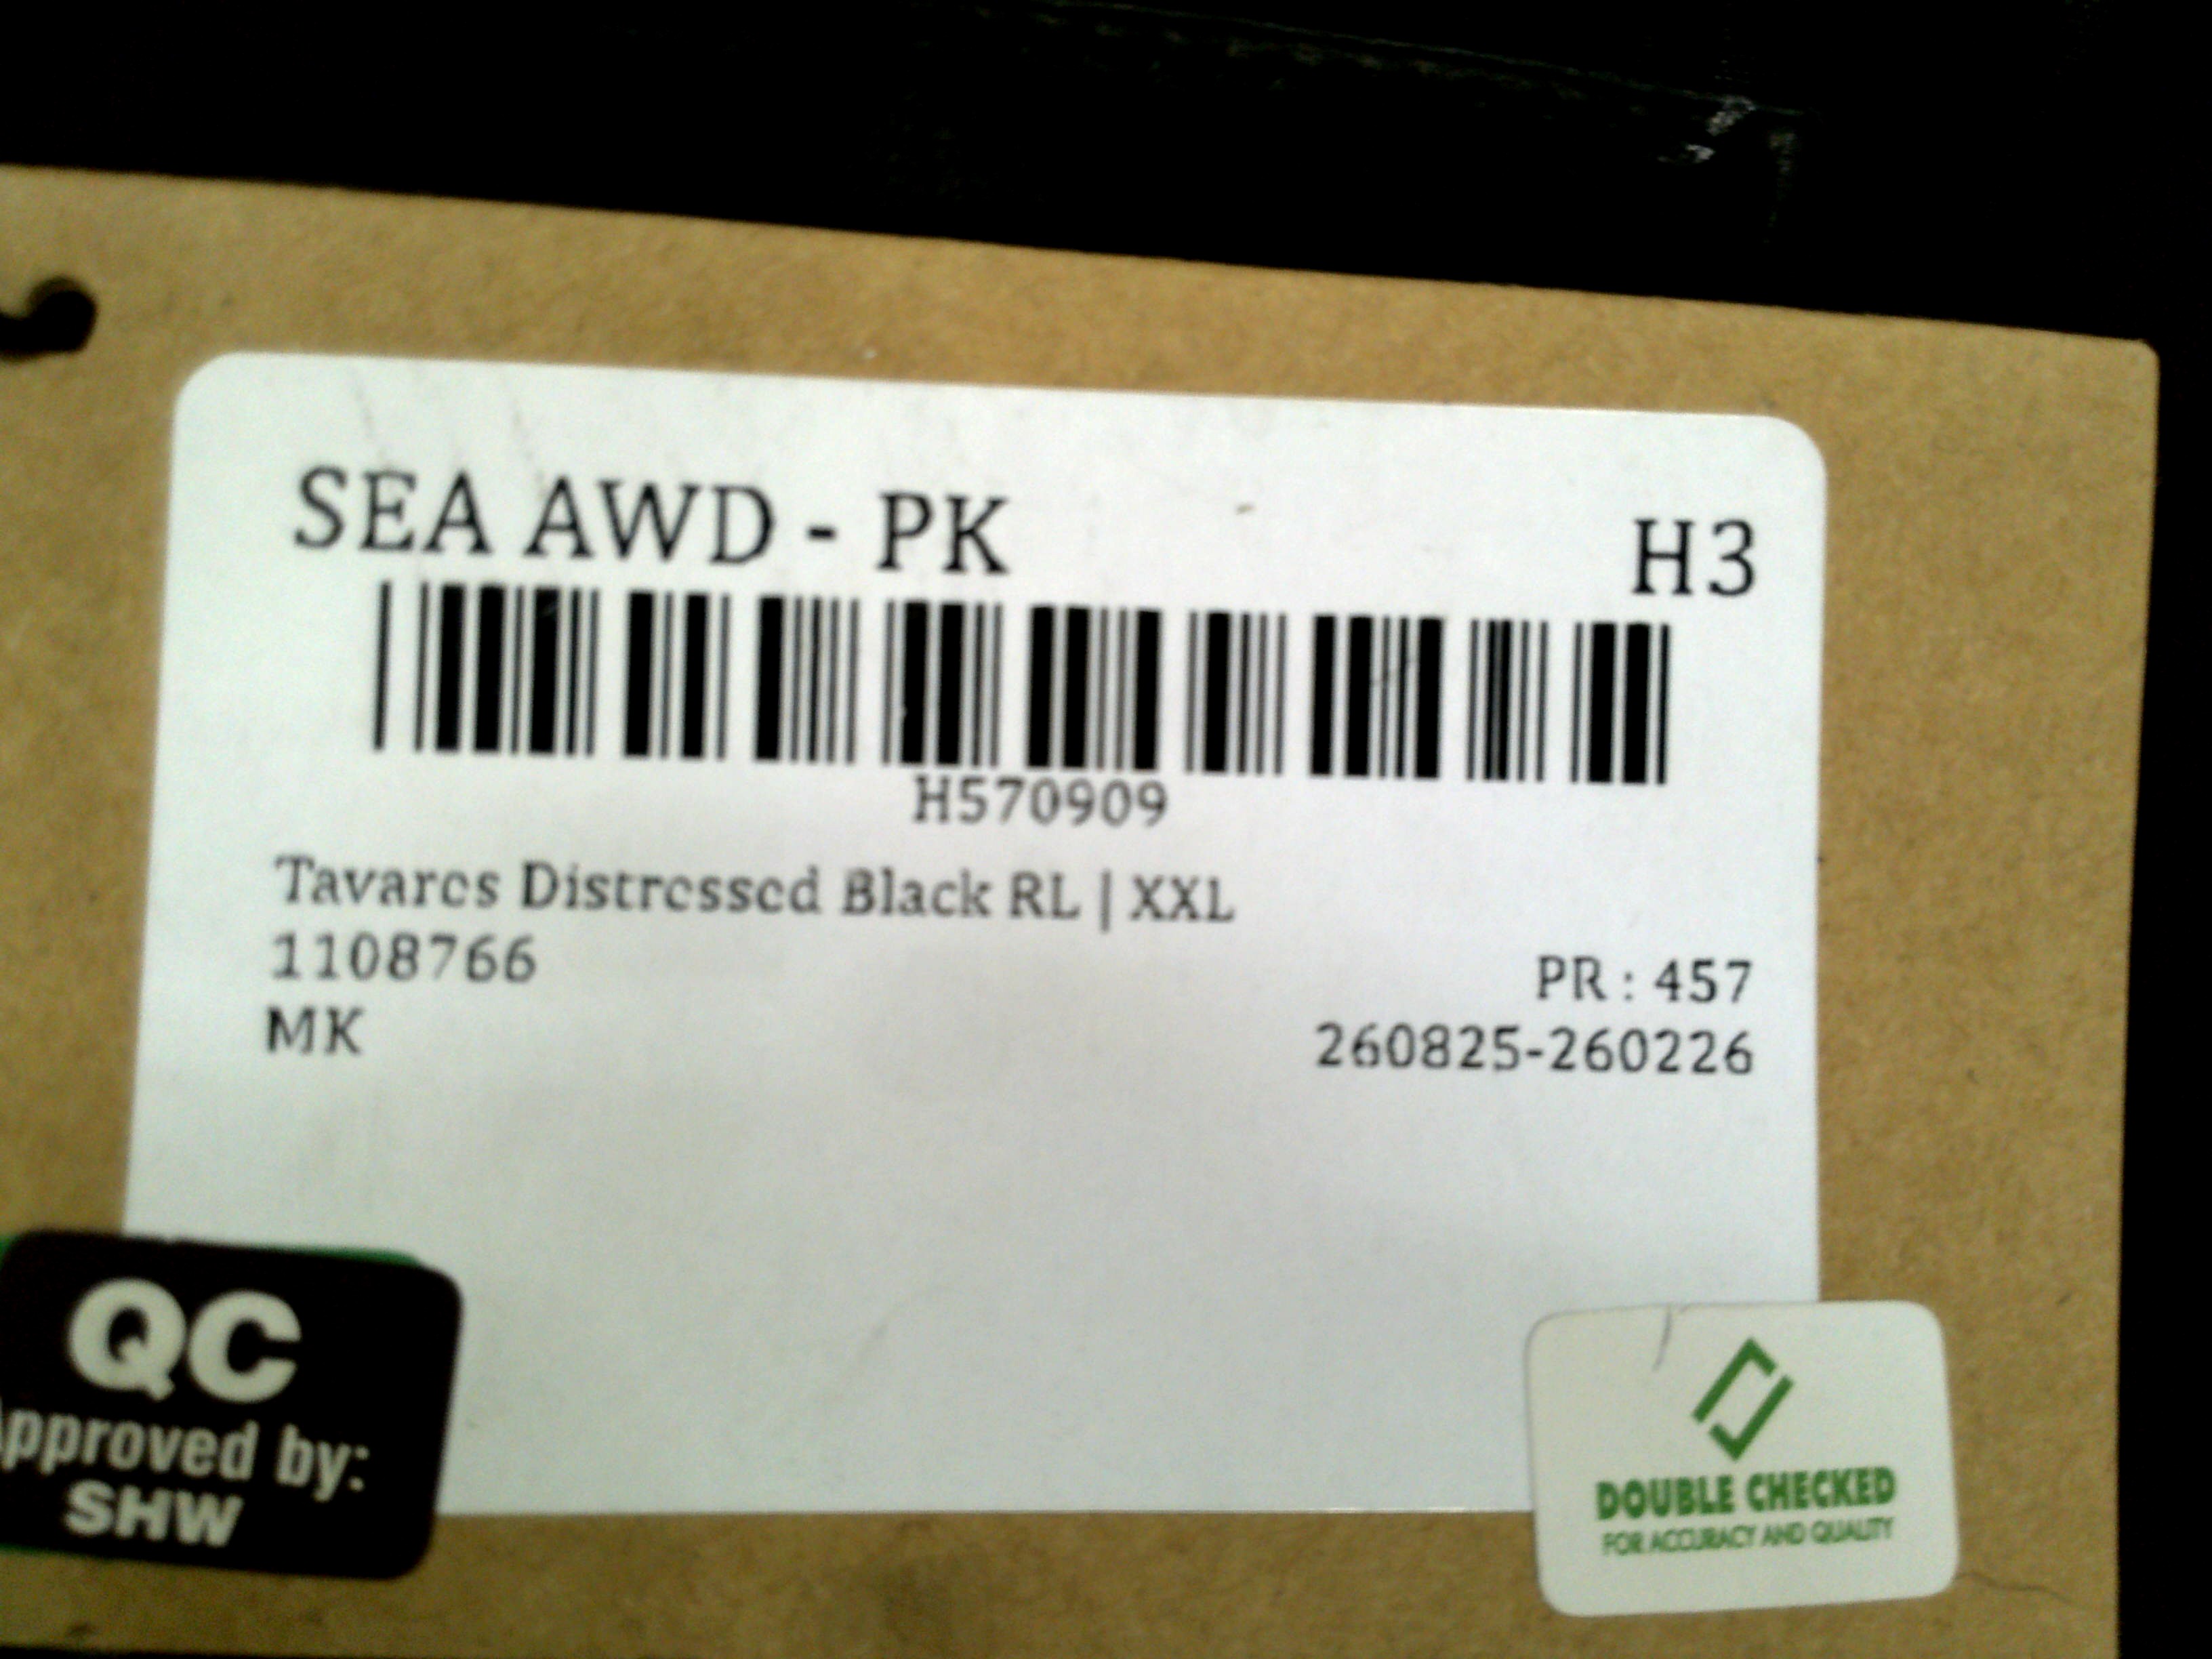 SEA AWD - PK
H3
H570909
Tavares Distressed Black RL | XXL
1108766
PR : 457
MK
260825-260226
QC
Approved by:
SHW
DOUBLE CHECKED
FOR ACCURACY AND QUALITY